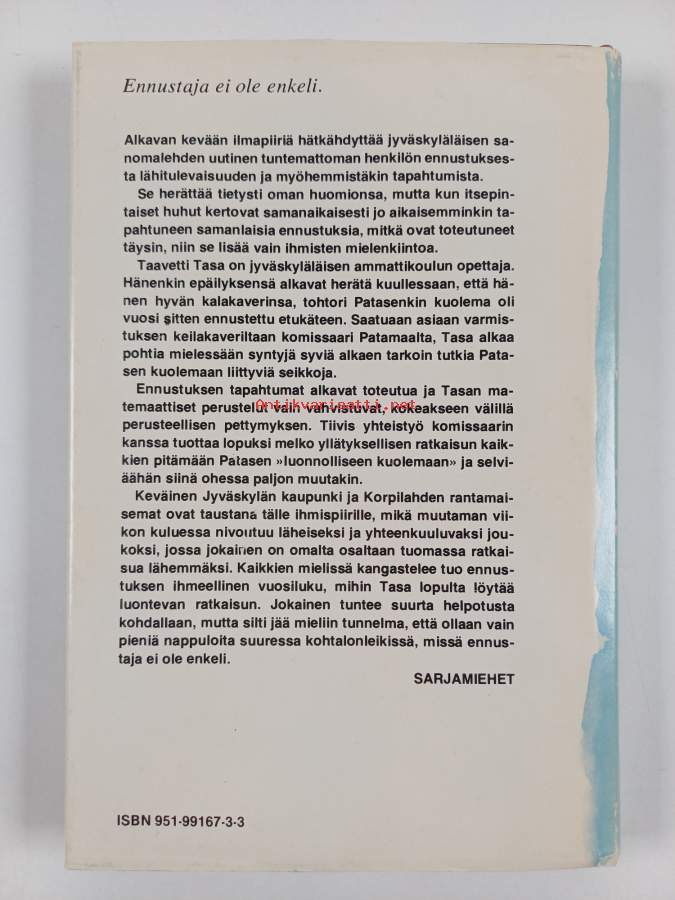 Ennustaja ei ole enkeli.
Alkavan kevään ilmapiiriä hätkähdyttää jyväskyläläisen sa-
nomalehden uutinen tuntemattoman henkilön ennustukses-
ta lähitulevaisuuden ja myöhemmistäkin tapahtumista.
Se herättää tietysti oman huomionsa, mutta kun itsepin-
taiset huhut kertovat samanaikaisesti jo aikaisemminkin ta-
pahtuneen samanlaisia ennustuksia, mitkä ovat toteutuneet
täysin, niin se lisää vain ihmisten mielenkiintoa.
Taavetti Tasa on jyväskyläläisen ammattikoulun opettaja.
Hänenkin epäilyksensä alkavat herätä kuullessaan, että hä-
nen hyvän kalakaverinsa, tohtori Patasenkin kuolema oli
vuosi sitten ennustettu etukäteen. Saatuaan asiaan varmis-
tuksen keilakaveriltaan komissaari Patamaalta, Tasa alkaa
pohtia mielessään syntyjä syviä alkaen tarkoin tutkia Pata-
sen kuolemaan liittyviä seikkoja.
Ennustuksen tapahtumat alkavat toteutua ja Tasan ma-
temaattiset perustelut vain vahvistuvat, kokeakseen välillä
Antikvariaatti.net
perusteellisen pettymyksen. Tiivis yhteistyö komissaarin
kanssa tuottaa lopuksi melko yllätyksellisen ratkaisun kaik-
kien pitämään Patasen »luonnolliseen kuolemaan» ja selvi-
äähän siinä ohessa paljon muutakin.
Keväinen Jyväskylän kaupunki ja Korpilahden rantamai-
semat ovat taustana tälle ihmispiirille, mikä muutaman vii-
kon kuluessa nivoutuu läheiseksi ja yhteenkuuluvaksi jou-
koksi, jossa jokainen on omalta osaltaan tuomassa ratkai-
sua lähemmäksi. Kaikkien mielissä kangastelee tuo ennus-
tuksen ihmeellinen vuosiluku, mihin Tasa lopulta löytää
luontevan ratkaisun. Jokainen tuntee suurta helpotusta
kohdallaan, mutta silti jää mieliin tunnelma, että ollaan vain
pieniä nappuloita suuressa kohtalonleikissä, missä ennus-
taja ei ole enkeli.
SARJAMIEHET
ISBN 951-99167-3-3